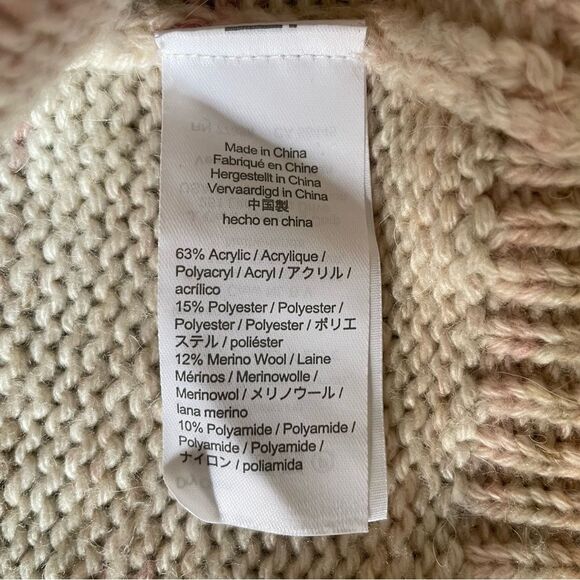 Made in China
Fabriqué en Chine
Hergestellt in China
Vervaardigd in China
中国製
hecho en china
63% Acrylic / Acrylique /
Polyacryl / Acryl / アクリル /
acrílico
15% Polyester / Polyester /
Polyester / Polyester / ポリエ
ステル / poliéster
12% Merino Wool / Laine
Mérinos / Merinowolle /
Merinowol / メリノウール /
lana merino
10% Polyamide / Polyamide /
Polyamide / Polyamide /
ナイロン / poliamida